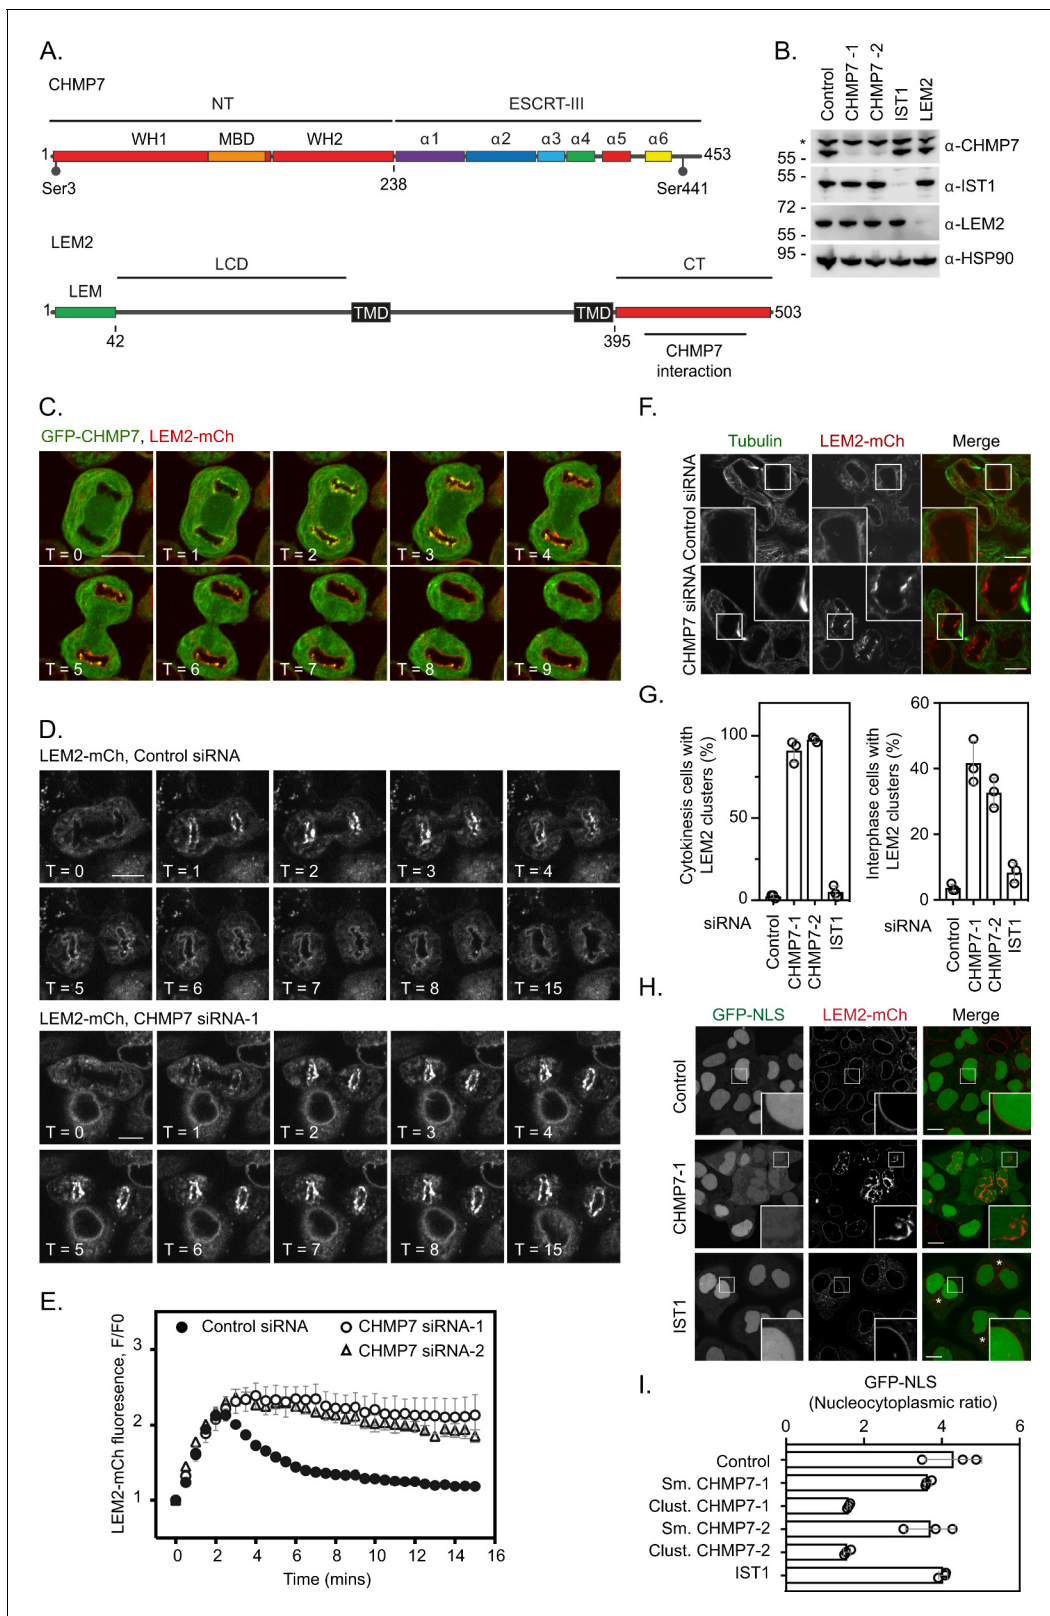 A.
CHMP7
NT
ESCRT-III
WH1 MBD WH2 α1 α2 α3 α4 α5 α6
1 453
Ser3 238 Ser441
LEM2
LCD CT
LEM
1 TMD TMD 503
42 395
CHMP7
interaction
B.
Control
CHMP7 -1
CHMP7 -2
IST1
LEM2
* α-CHMP7
55 -
55 - α-IST1
72 -
α-LEM2
55 -
95 - α-HSP90
C.
GFP-CHMP7, LEM2-mCh
T = 0 T = 1 T = 2 T = 3 T = 4
T = 5 T = 6 T = 7 T = 8 T = 9
D.
LEM2-mCh, Control siRNA
T = 0 T = 1 T = 2 T = 3 T = 4
T = 5 T = 6 T = 7 T = 8 T = 15
LEM2-mCh, CHMP7 siRNA-1
T = 0 T = 1 T = 2 T = 3 T = 4
T = 5 T = 6 T = 7 T = 8 T = 15
E.
Control siRNA CHMP7 siRNA-1
CHMP7 siRNA-2
LEM2-mCh fluoresence, F/F0
3
2
1
0 2 4 6 8 10 12 14 16
Time (mins)
F.
Tubulin LEM2-mCh Merge
Control siRNA
CHMP7 siRNA
G.
Cytokinesis cells with
LEM2 clusters (%)
100
50
0
siRNA
Control
CHMP7-1
CHMP7-2
IST1
Interphase cells with
LEM2 clusters (%)
60
40
20
0
siRNA
Control
CHMP7-1
CHMP7-2
IST1
H.
GFP-NLS LEM2-mCh Merge
Control
CHMP7-1
IST1
* * *
I.
GFP-NLS
(Nucleocytoplasmic ratio)
0 2 4 6
Control
Sm. CHMP7-1
Clust. CHMP7-1
Sm. CHMP7-2
Clust. CHMP7-2
IST1